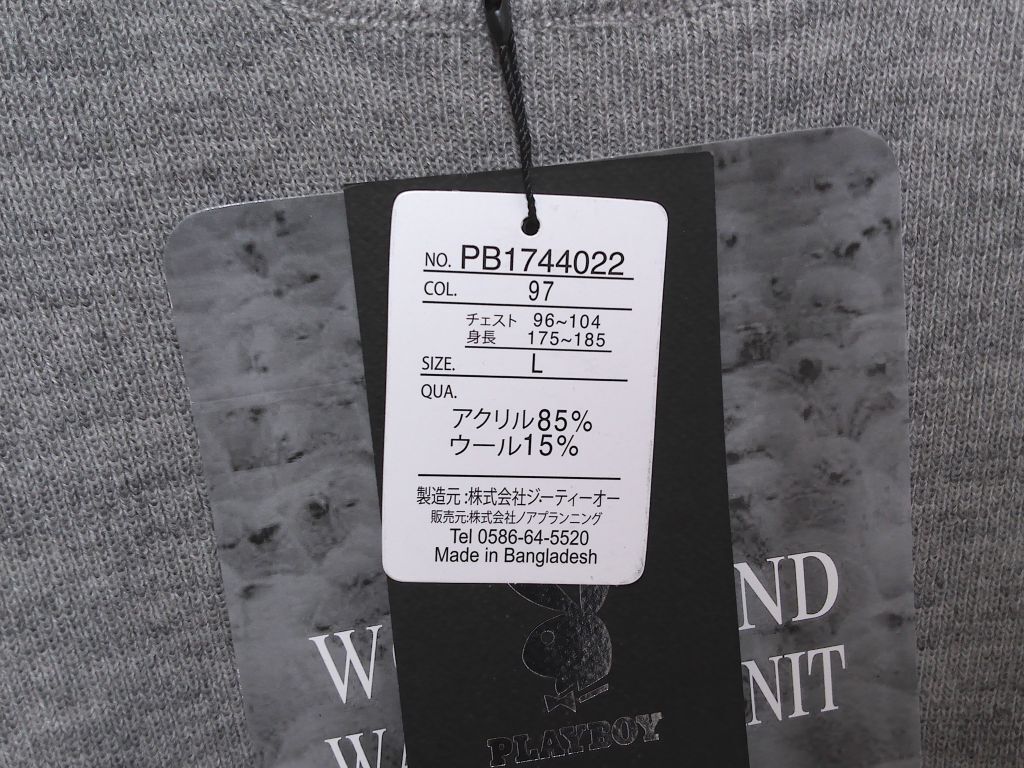 NO. PB1744022
COL. 97
チェスト 96~104
身長 175~185
SIZE. L
QUA.
アクリル85%
ウール15%
製造元:株式会社ジーティーオー
販売元:株式会社ノアプランニング
Tel 0586-64-5520
Made in Bangladesh
PLAYBOY